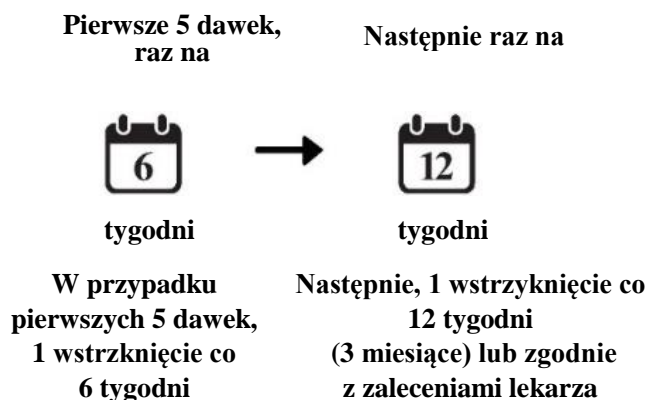 Pierwsze 5 dawek,
raz na
6
tygodni
W przypadku
pierwszych 5 dawek,
1 wstrzknięcie co
6 tygodni
Następnie raz na
12
tygodni
Następnie, 1 wstrzyknięcie co
12 tygodni
(3 miesiące) lub zgodnie
z zaleceniami lekarza